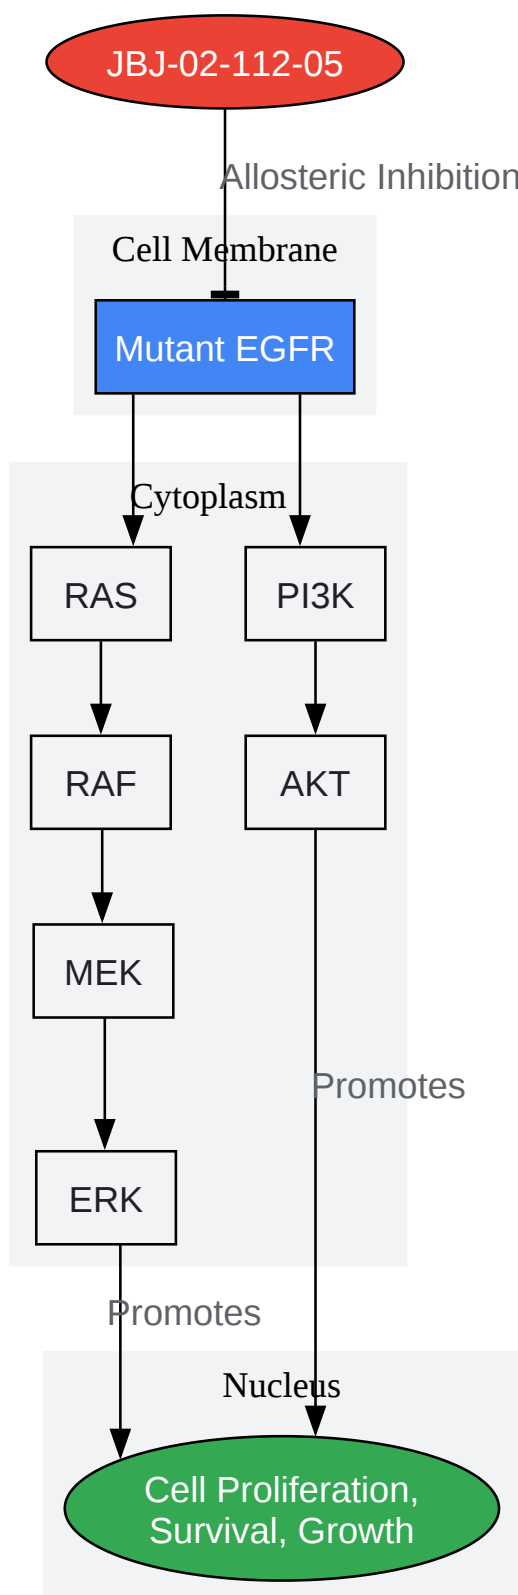 JBJ-02-112-05
Allosteric Inhibition
Cell Membrane
Mutant EGFR
Cytoplasm
RAS
PI3K
RAF
AKT
MEK
Promotes
ERK
Promotes
Nucleus
Cell Proliferation,
Survival, Growth